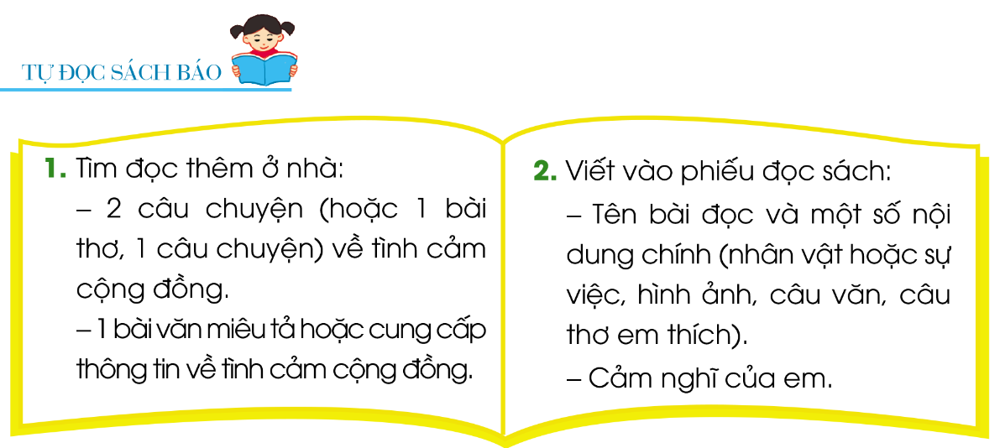 TỰ ĐỌC SÁCH BÁO
1. Tìm đọc thêm ở nhà:
– 2 câu chuyện (hoặc 1 bài
thơ, 1 câu chuyện) về tình cảm
cộng đồng.
– 1 bài văn miêu tả hoặc cung cấp
thông tin về tình cảm cộng đồng.
2. Viết vào phiếu đọc sách:
– Tên bài đọc và một số nội
dung chính (nhân vật hoặc sự
việc, hình ảnh, câu văn, câu
thơ em thích).
– Cảm nghĩ của em.